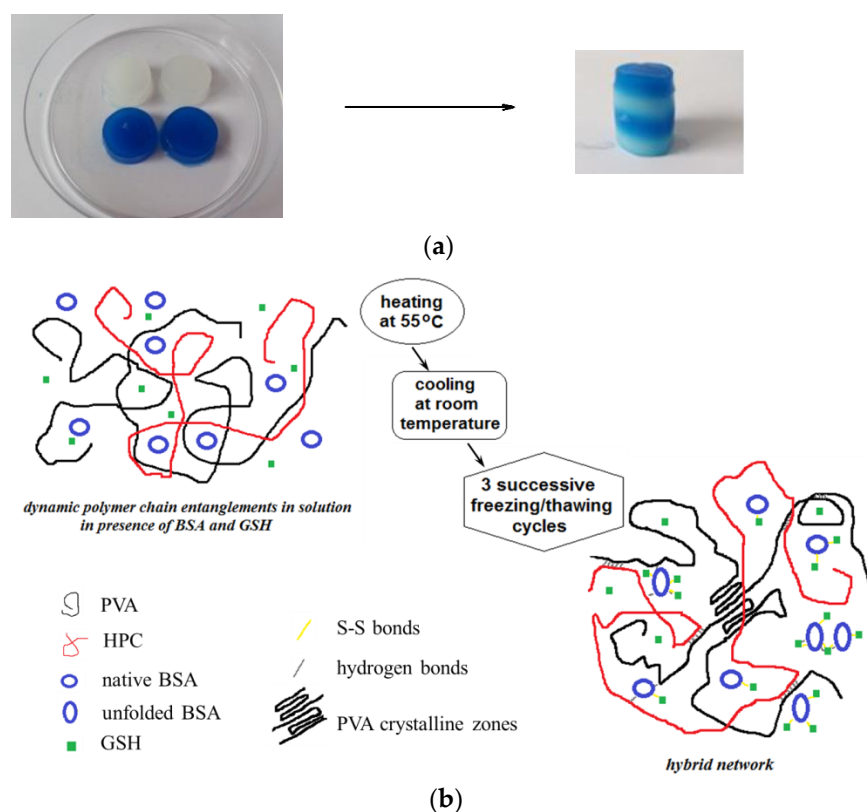 (a)
heating
at 55°C
cooling
at room
temperature
3 successive
freezing/thawing
cycles
dynamic polymer chain entanglements in solution
in presence of BSA and GSH
PVA
HPC
native BSA
unfolded BSA
GSH
S-S bonds
hydrogen bonds
PVA crystalline zones
hybrid network
(b)